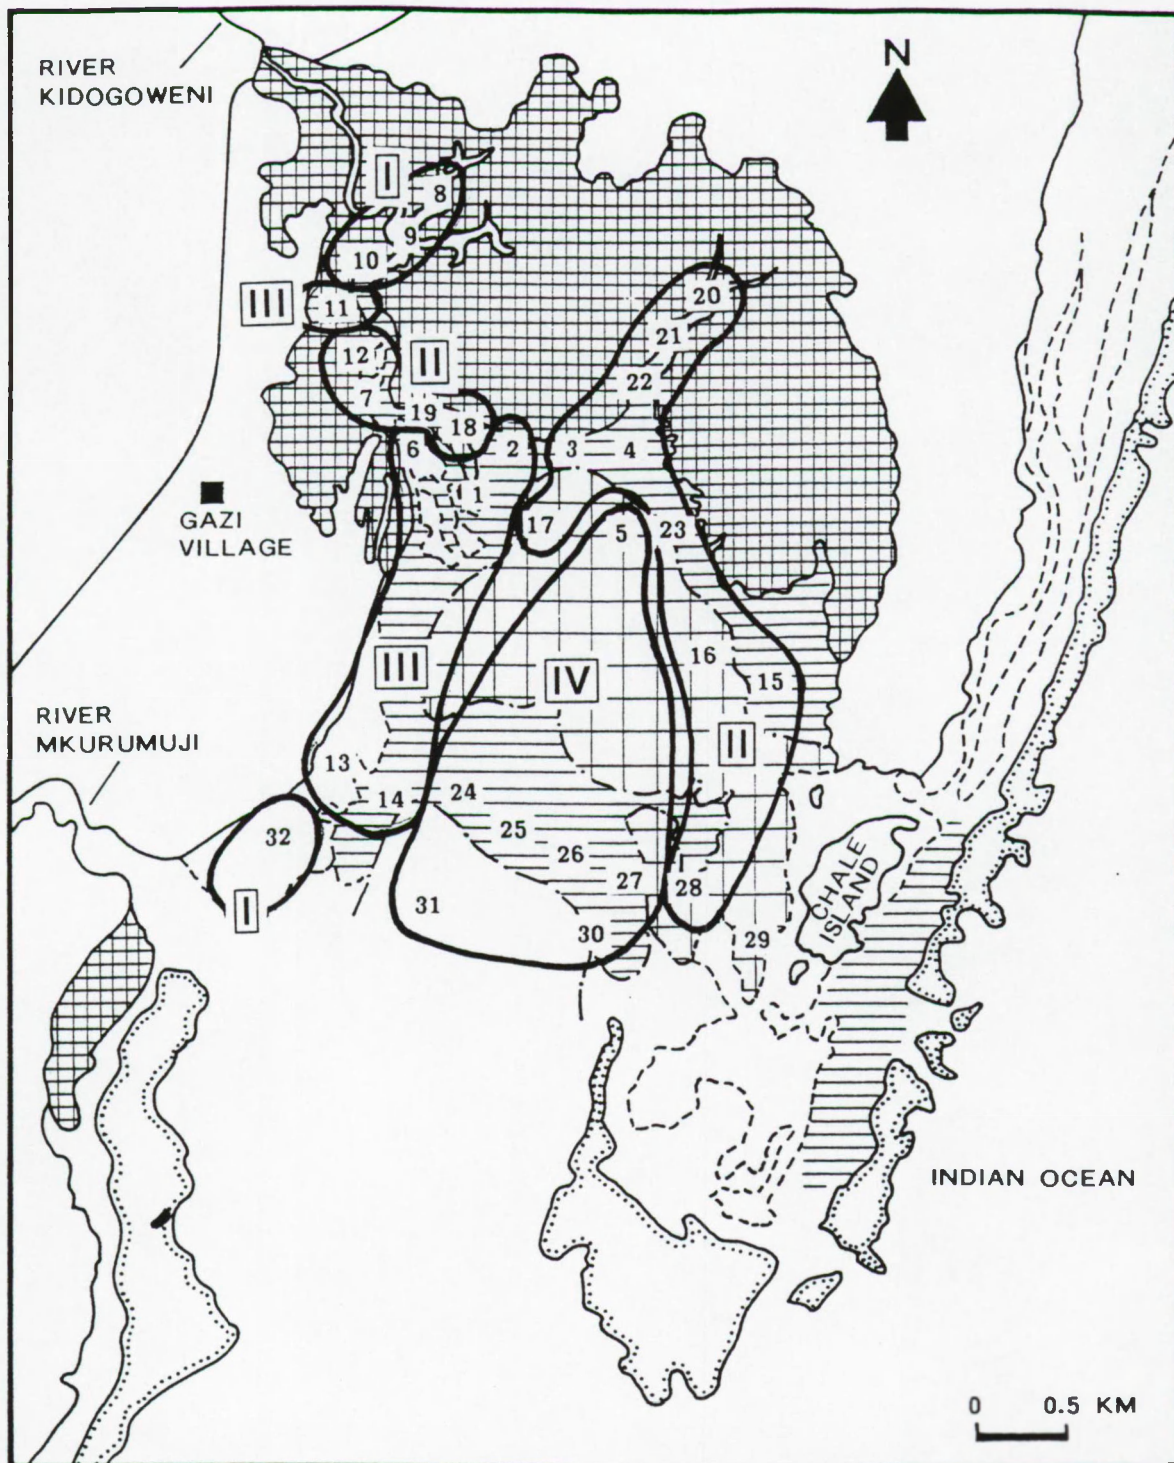 RIVER
KIDOGOWENI
N
I
8
9
10
III
11
20
21
12
II
22
7
19
18
6
2
3
4
1
GAZI
VILLAGE
17
5
23
III
IV
16
15
RIVER
MKURUMUJI
II
13
14
24
32
25
26
27
28
CHALE
ISLAND
I
31
30
29
INDIAN OCEAN
0 0.5 KM